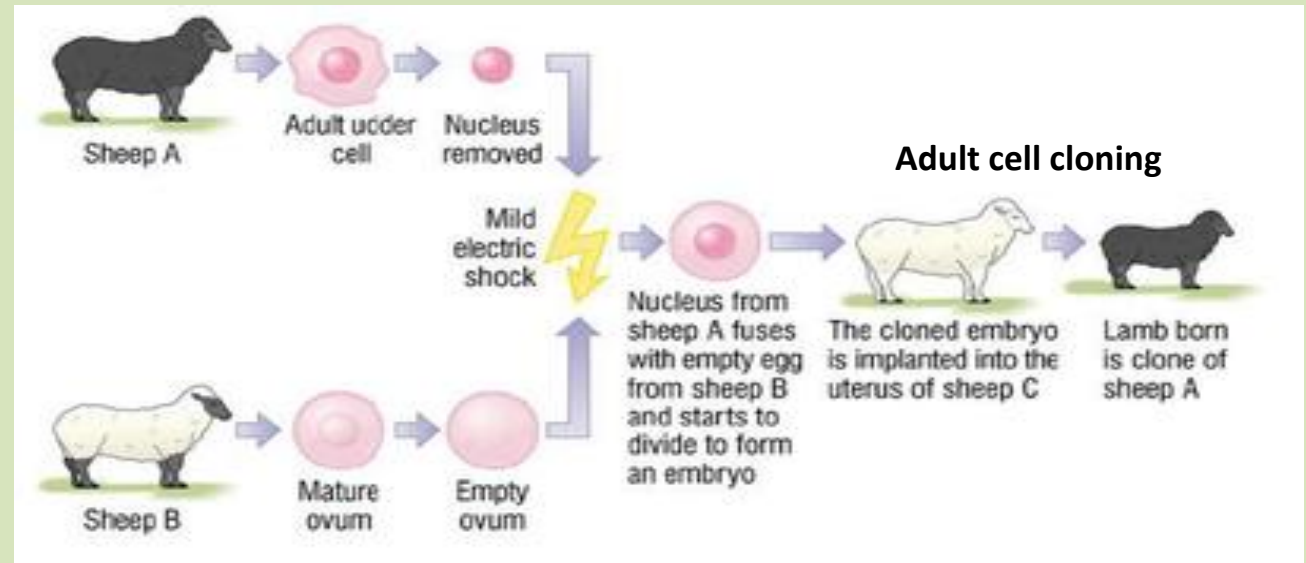 Sheep A
Adult udder
cell
Nucleus
removed
Adult cell cloning
Mild
electric
shock
Nucleus from
sheep A fuses
with empty egg
from sheep B
and starts to
divide to form
an embryo
The cloned embryo
is implanted into the
uterus of sheep C
Lamb born
is clone of
sheep A
Sheep B
Mature
ovum
Empty
ovum